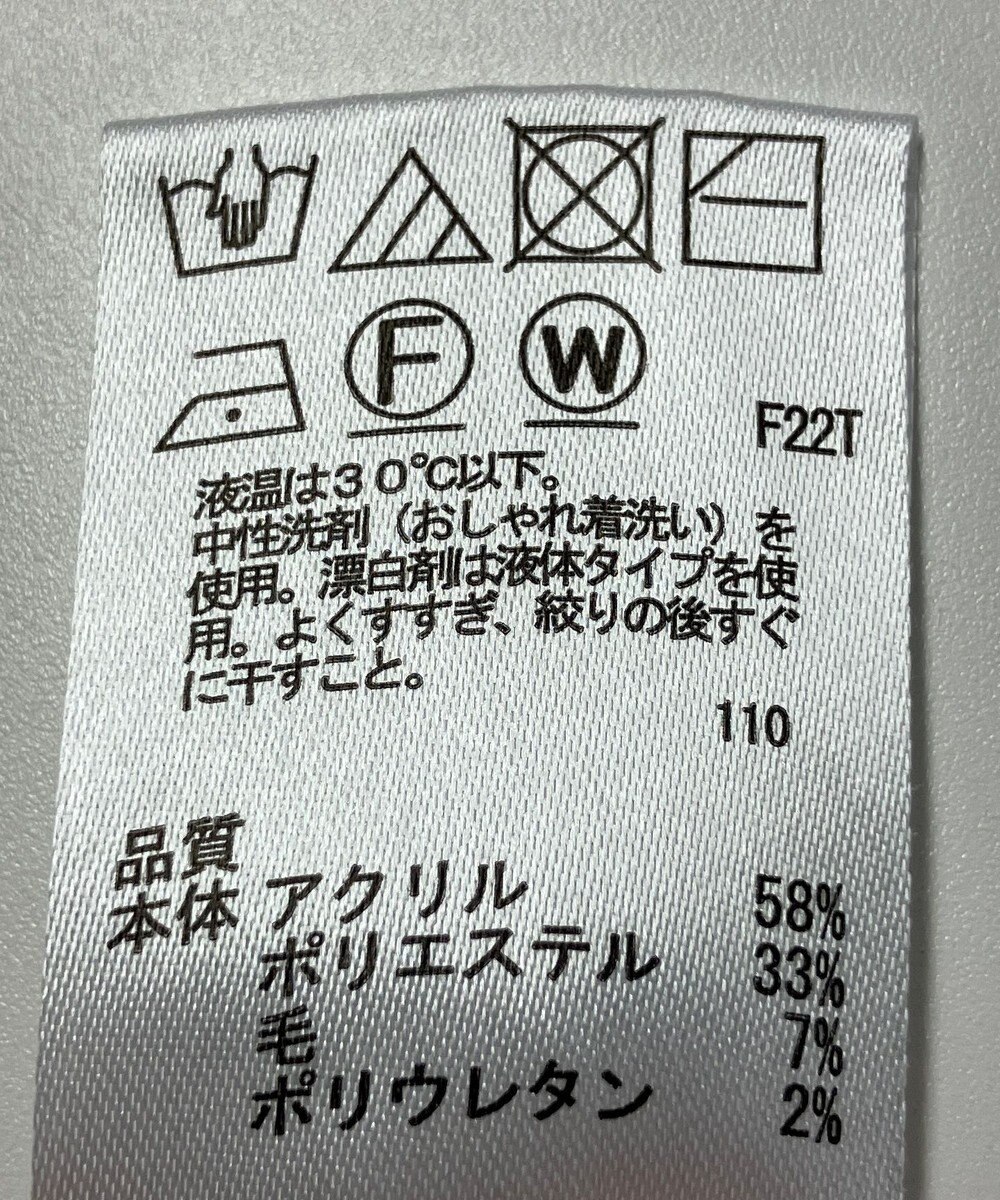 F W
F22T
液温は３０℃以下。
中性洗剤（おしゃれ着洗い）を
使用。漂白剤は液体タイプを使
用。よくすすぎ、絞りの後すぐ
に干すこと。
110
品質
本体 アクリル 58%
ポリエステル 33%
毛 7%
ポリウレタン 2%